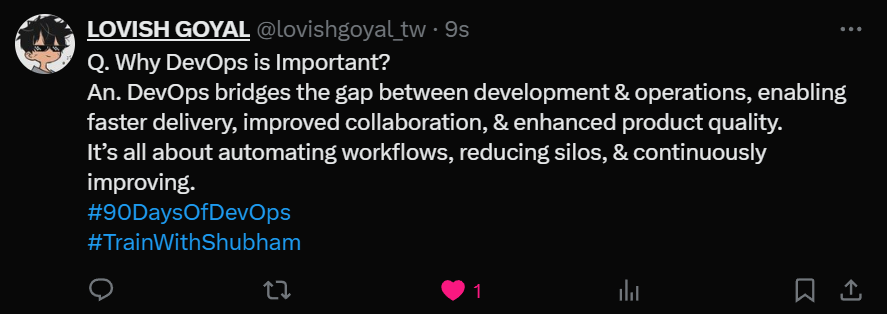 LOVISH GOYAL @lovishgoyal_tw · 9s
Q. Why DevOps is Important?
An. DevOps bridges the gap between development & operations, enabling
faster delivery, improved collaboration, & enhanced product quality.
It’s all about automating workflows, reducing silos, & continuously
improving.
#90DaysOfDevOps
#TrainWithShubham
1